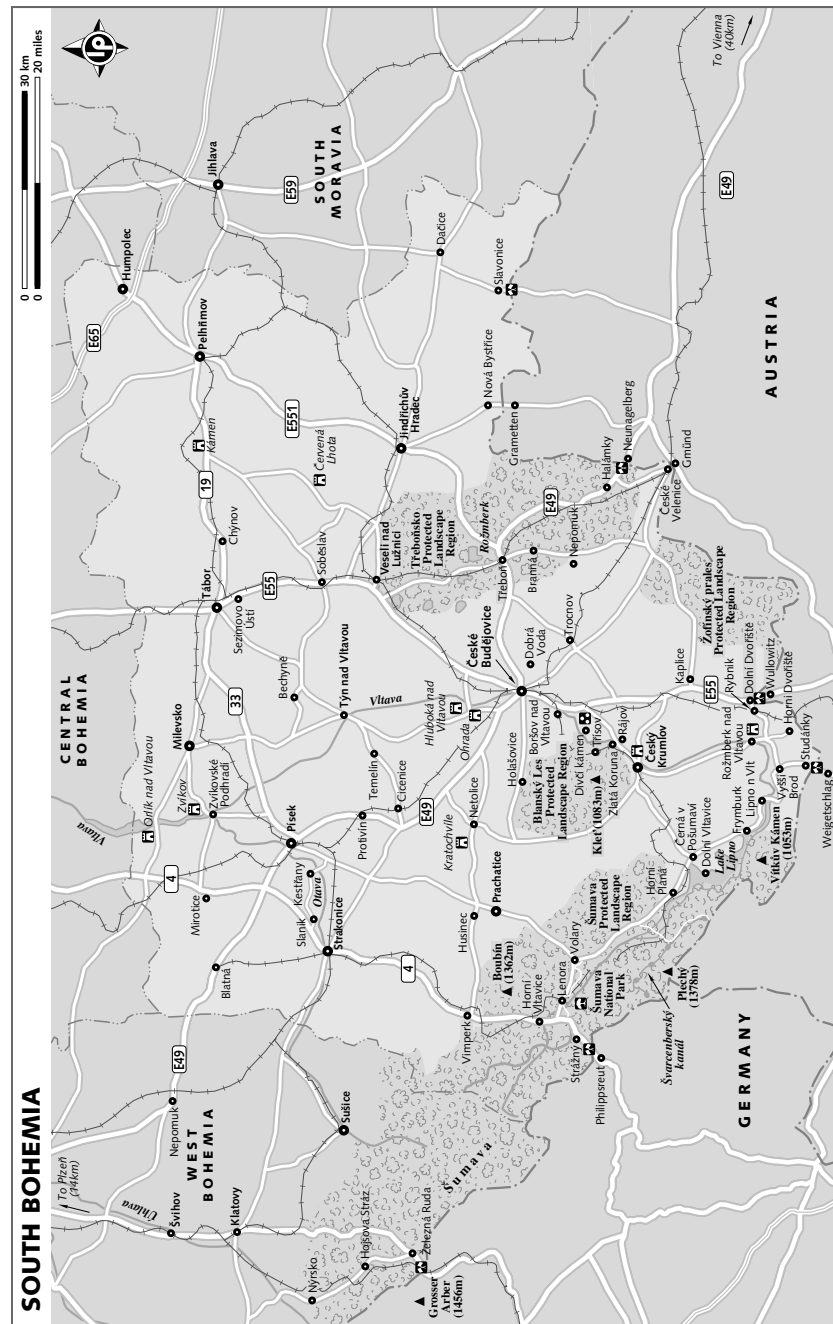 SOUTH BOHEMIA
0
30 km
0
20 miles
lp
To Plzeň
(14km)
Úhlava
Švihov
Nepomuk
E49
WEST
BOHEMIA
Klatovy
Nýrsko
Hojšova Stráž
Železná Ruda
Grosser
Arber
(1456m)
Sušice
Šumava
Blatná
Mirotice
4
Vltava
Orlík nad Vltavou
Zvíkov
Zvíkovské
Podhradí
CENTRAL
BOHEMIA
Milevsko
33
Písek
Kestřany
Otava
Slaník
Strakonice
4
Protivín
Čičenice
Temelín
Týn nad Vltavou
Bechyně
Vltava
Tábor
Sezimovo
Ústí
E55
Chýnov
19
Kámen
Soběslav
Červená
Lhota
Veselí nad
Lužnicí
Pelhřimov
E551
E65
Humpolec
Jihlava
E59
SOUTH
MORAVIA
Dačice
Slavonice
Jindřichův
Hradec
Nová Bystřice
Grametten
Třeboňsko
Protected
Landscape
Region
Rožmberk
Třeboň
Branná
Nepomuk
E49
Halámky
Neunagelberg
České
Velenice
Gmünd
E49
To Vienna
(40km)
AUSTRIA
Hluboká nad
Vltavou
Ohrada
E49
České
Budějovice
Dobrá
Voda
Trocnov
Netolice
Kratochvíle
Holašovice
Boršov nad
Vltavou
Blanský Les
Protected
Landscape Region
Dívčí kámen
Třísov
Kleť (1083m)
Rájov
Zlatá Koruna
Český
Krumlov
Husinec
Prachatice
Vimperk
Boubín
(1362m)
Horní
Vltavice
Volary
Lenora
Šumava
Protected
Landscape
Region
Šumava
National
Park
Strážný
Philippsreut
Švarcenberský
kanál
Plechý
(1378m)
GERMANY
Horní
Planá
Černá v
Pošumaví
Dolní Vltavice
Lake
Lipno
Frymburk
Lipno n Vlt
Vítkův Kámen
(1053m)
Vyšší
Brod
Studánky
Weigetschlag
Rožmberk nad
Vltavou
Horní Dvořiště
Kaplice
E55
Rybník
Dolní Dvořiště
Wullowitz
Žofínský prales
Protected Landscape
Region